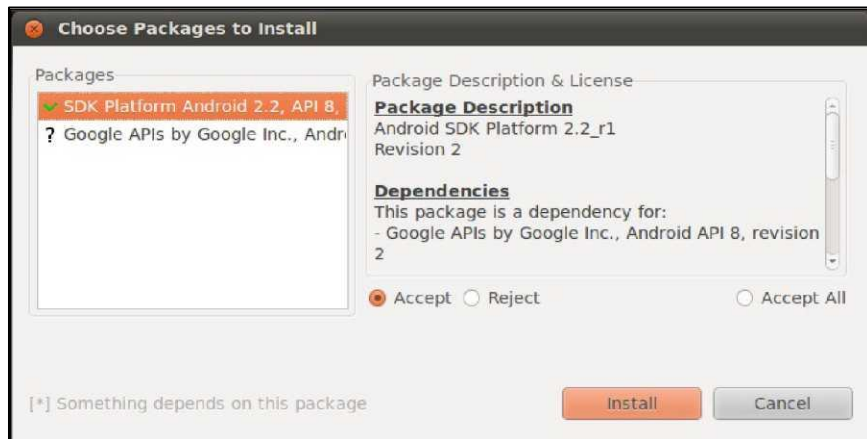 Choose Packages to Install
Packages
SDK Platform Android 2.2, API 8,
? Google APIs by Google Inc., Andr
Package Description & License
Package Description
Android SDK Platform 2.2_r1
Revision 2
Dependencies
This package is a dependency for:
- Google APIs by Google Inc., Android API 8, revision
2
Accept
Reject
Accept All
[*] Something depends on this package
Install
Cancel